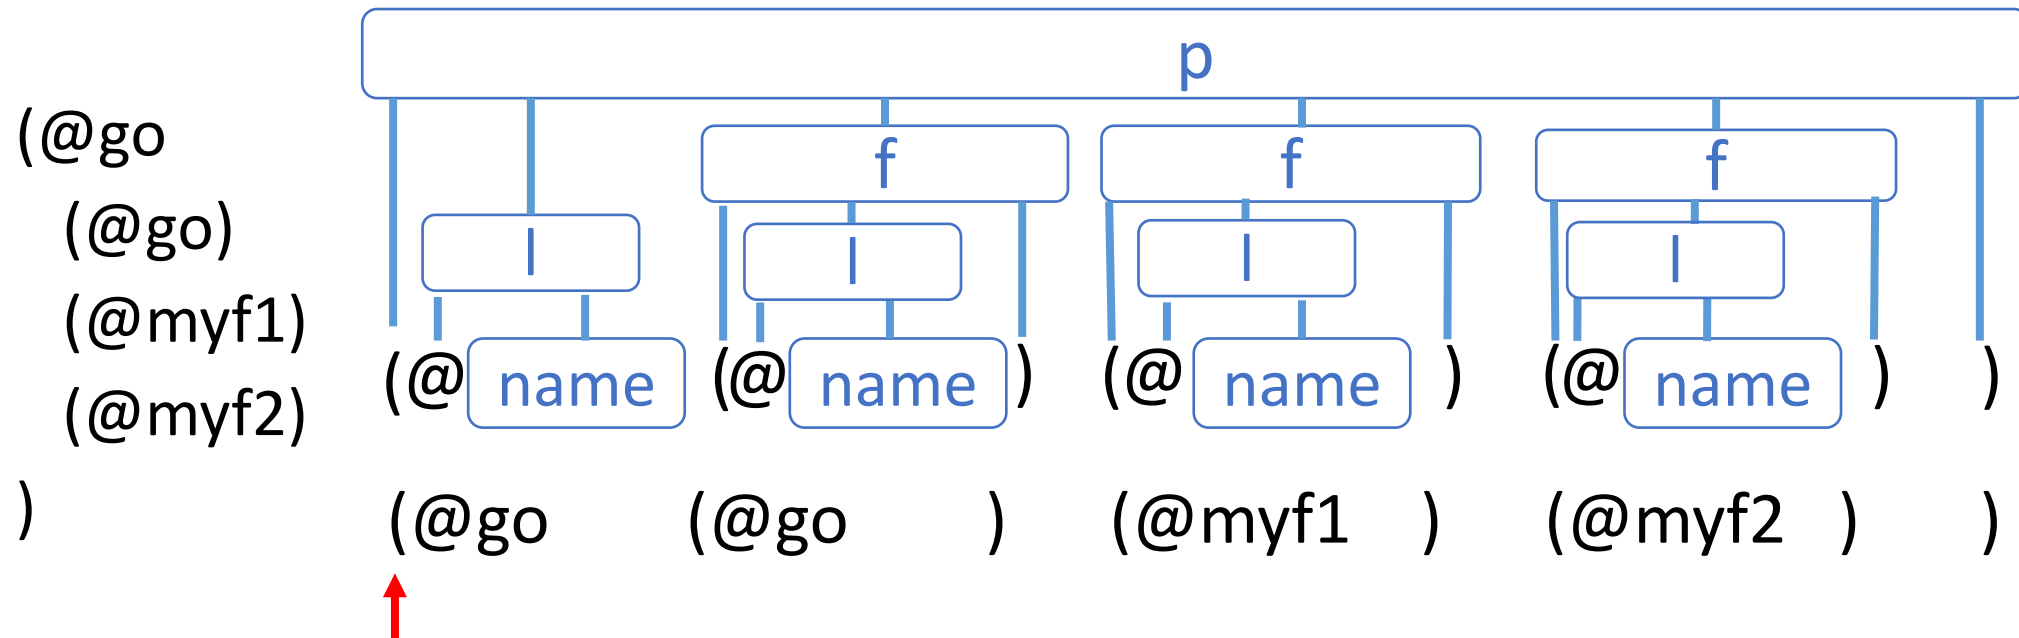 (@go
(@go)
(@myf1)
(@myf2)
)
p
f f f
l l l l
(@ name (@ name ) (@ name ) (@ name ) )
(@go (@go ) (@myf1 ) (@myf2 ) )